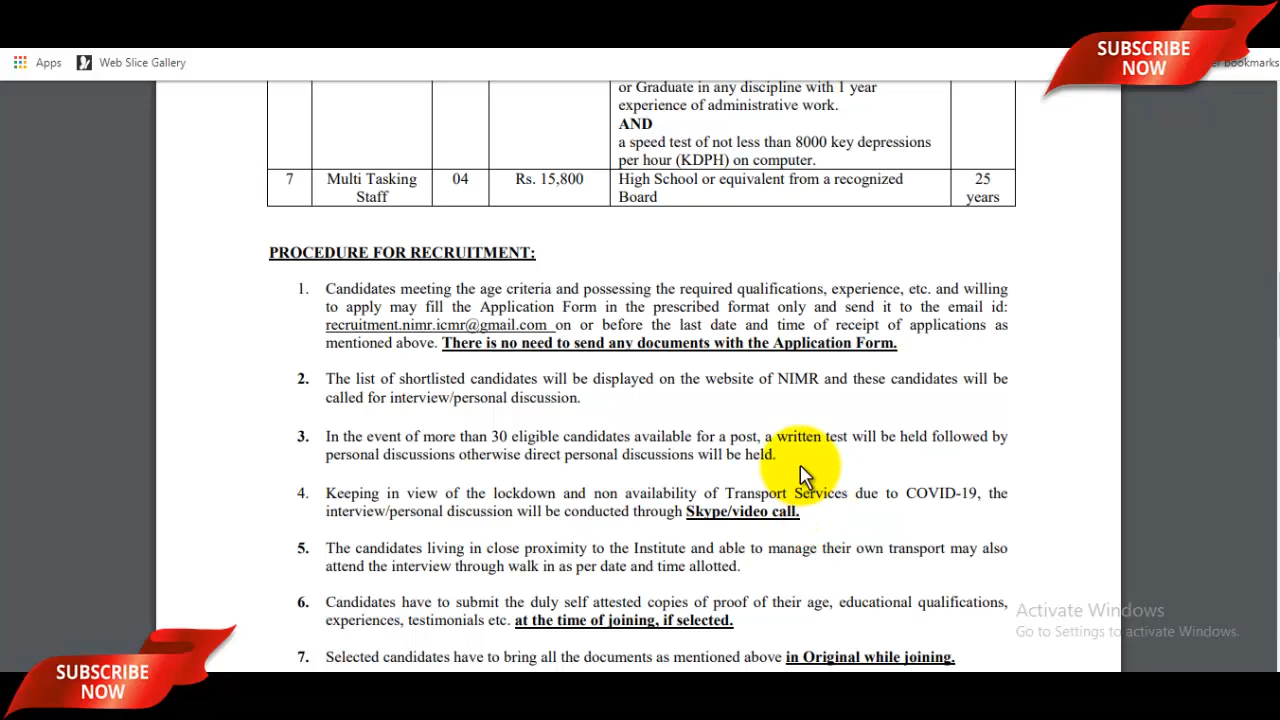 SUBSCRIBE
NOW
Apps Web Slice Gallery
bookmarks
or Graduate in any discipline with 1 year
experience of administrative work.
AND
a speed test of not less than 8000 key depressions
per hour (KDPH) on computer.
7 Multi Tasking Staff 04 Rs. 15,800 High School or equivalent from a recognized Board 25 years
PROCEDURE FOR RECRUITMENT:
1. Candidates meeting the age criteria and possessing the required qualifications, experience, etc. and willing
to apply may fill the Application Form in the prescribed format only and send it to the email id:
recruitment.nimr.icmr@gmail.com on or before the last date and time of receipt of applications as
mentioned above. There is no need to send any documents with the Application Form.
2. The list of shortlisted candidates will be displayed on the website of NIMR and these candidates will be
called for interview/personal discussion.
3. In the event of more than 30 eligible candidates available for a post, a written test will be held followed by
personal discussions otherwise direct personal discussions will be held.
4. Keeping in view of the lockdown and non availability of Transport Services due to COVID-19, the
interview/personal discussion will be conducted through Skype/video call.
5. The candidates living in close proximity to the Institute and able to manage their own transport may also
attend the interview through walk in as per date and time allotted.
6. Candidates have to submit the duly self attested copies of proof of their age, educational qualifications,
experiences, testimonials etc. at the time of joining, if selected.
7. Selected candidates have to bring all the documents as mentioned above in Original while joining.
Activate Windows
Go to Settings to activate Windows.
SUBSCRIBE
NOW